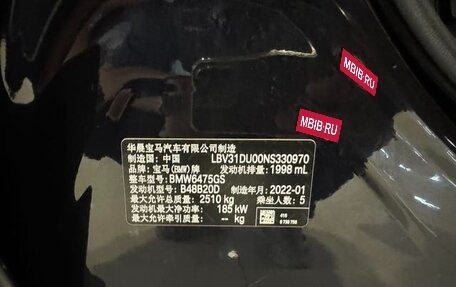 MBIB.RU
MBIB.RU
华晨宝马汽车有限公司制造
制造国: 中国 LBV31DU00NS330970
品牌: 宝马(BMW)牌 发动机排量: 1998 mL
整车型号: BMW6475GS
发动机型号: B48B20D 制造年月: 2022-01
最大允许总质量: 2510 kg 乘坐人数: 5
发动机最大净功率: 185 kW
最大允许牵引质量: -- kg